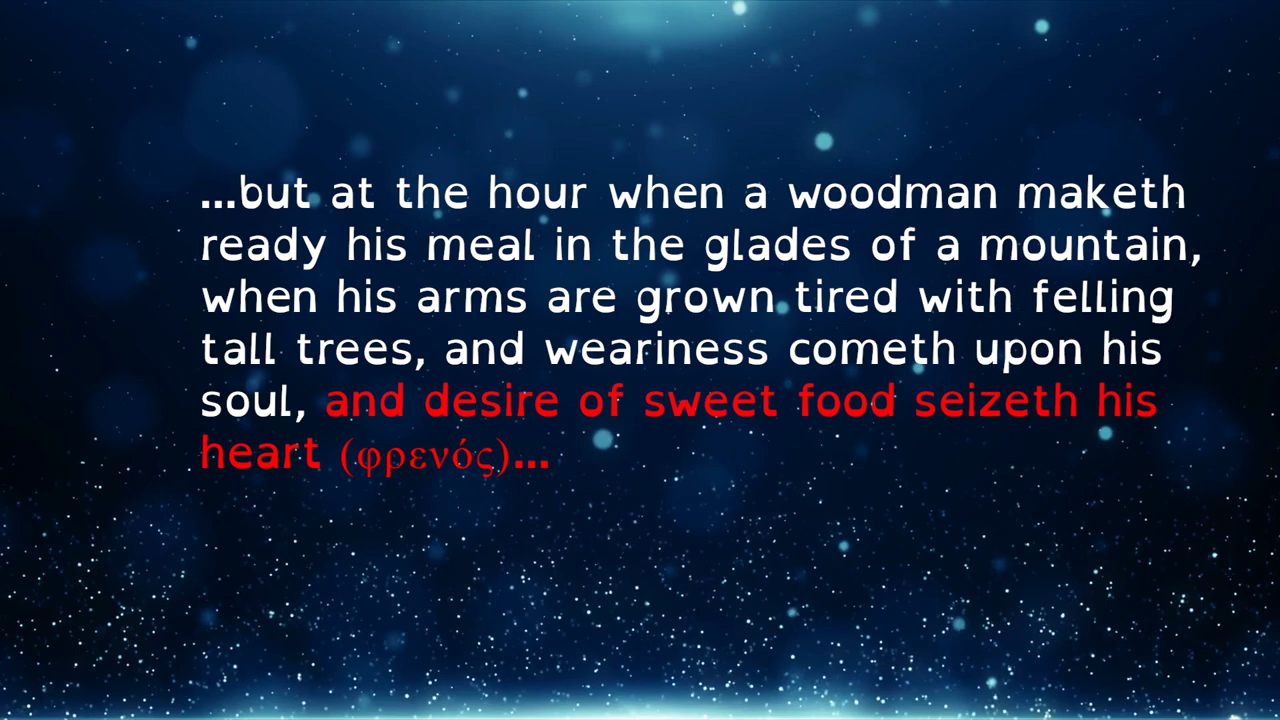 ...but at the hour when a woodman maketh
ready his meal in the glades of a mountain,
when his arms are grown tired with felling
tall trees, and weariness cometh upon his
soul, and desire of sweet food seizeth his
heart (φρενός)...